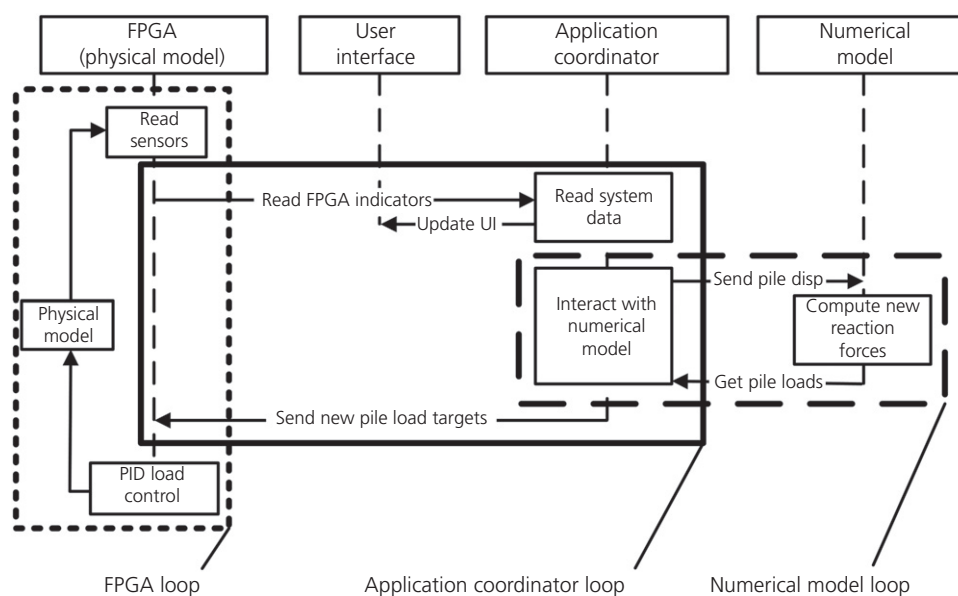 FPGA
(physical model)
User
interface
Application
coordinator
Numerical
model
Read
sensors
Read FPGA indicators
Read system
data
Update UI
Send pile disp
Physical
model
Interact with
numerical
model
Compute new
reaction
forces
Get pile loads
Send new pile load targets
PID load
control
FPGA loop
Application coordinator loop
Numerical model loop